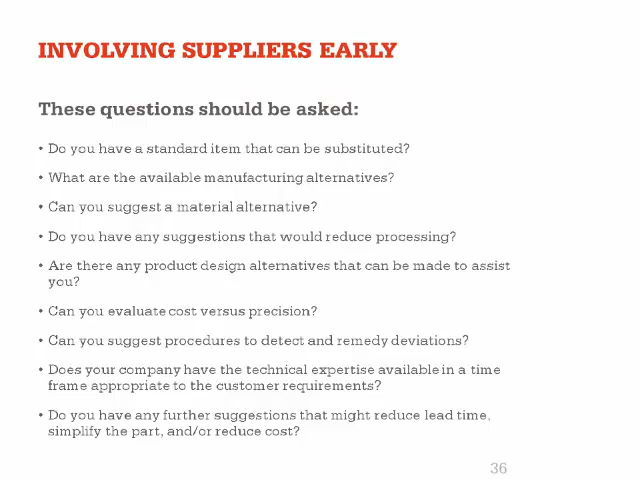 INVOLVING SUPPLIERS EARLY
These questions should be asked:
• Do you have a standard item that can be substituted?
• What are the available manufacturing alternatives?
• Can you suggest a material alternative?
• Do you have any suggestions that would reduce processing?
• Are there any product design alternatives that can be made to assist
you?
• Can you evaluate cost versus precision?
• Can you suggest procedures to detect and remedy deviations?
• Does your company have the technical expertise available in a time
frame appropriate to the customer requirements?
• Do you have any further suggestions that might reduce lead time,
simplify the part, and/or reduce cost?
36